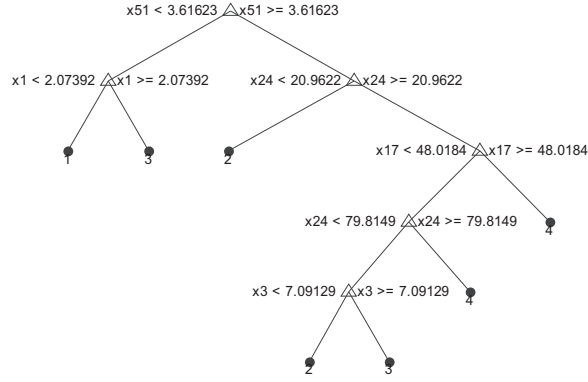 x51 < 3.61623 x51 >= 3.61623
x1 < 2.07392 x1 >= 2.07392 x24 < 20.9622 x24 >= 20.9622
1 3 2 x17 < 48.0184 x17 >= 48.0184
x24 < 79.8149 x24 >= 79.8149 4
x3 < 7.09129 x3 >= 7.09129 4
2 3